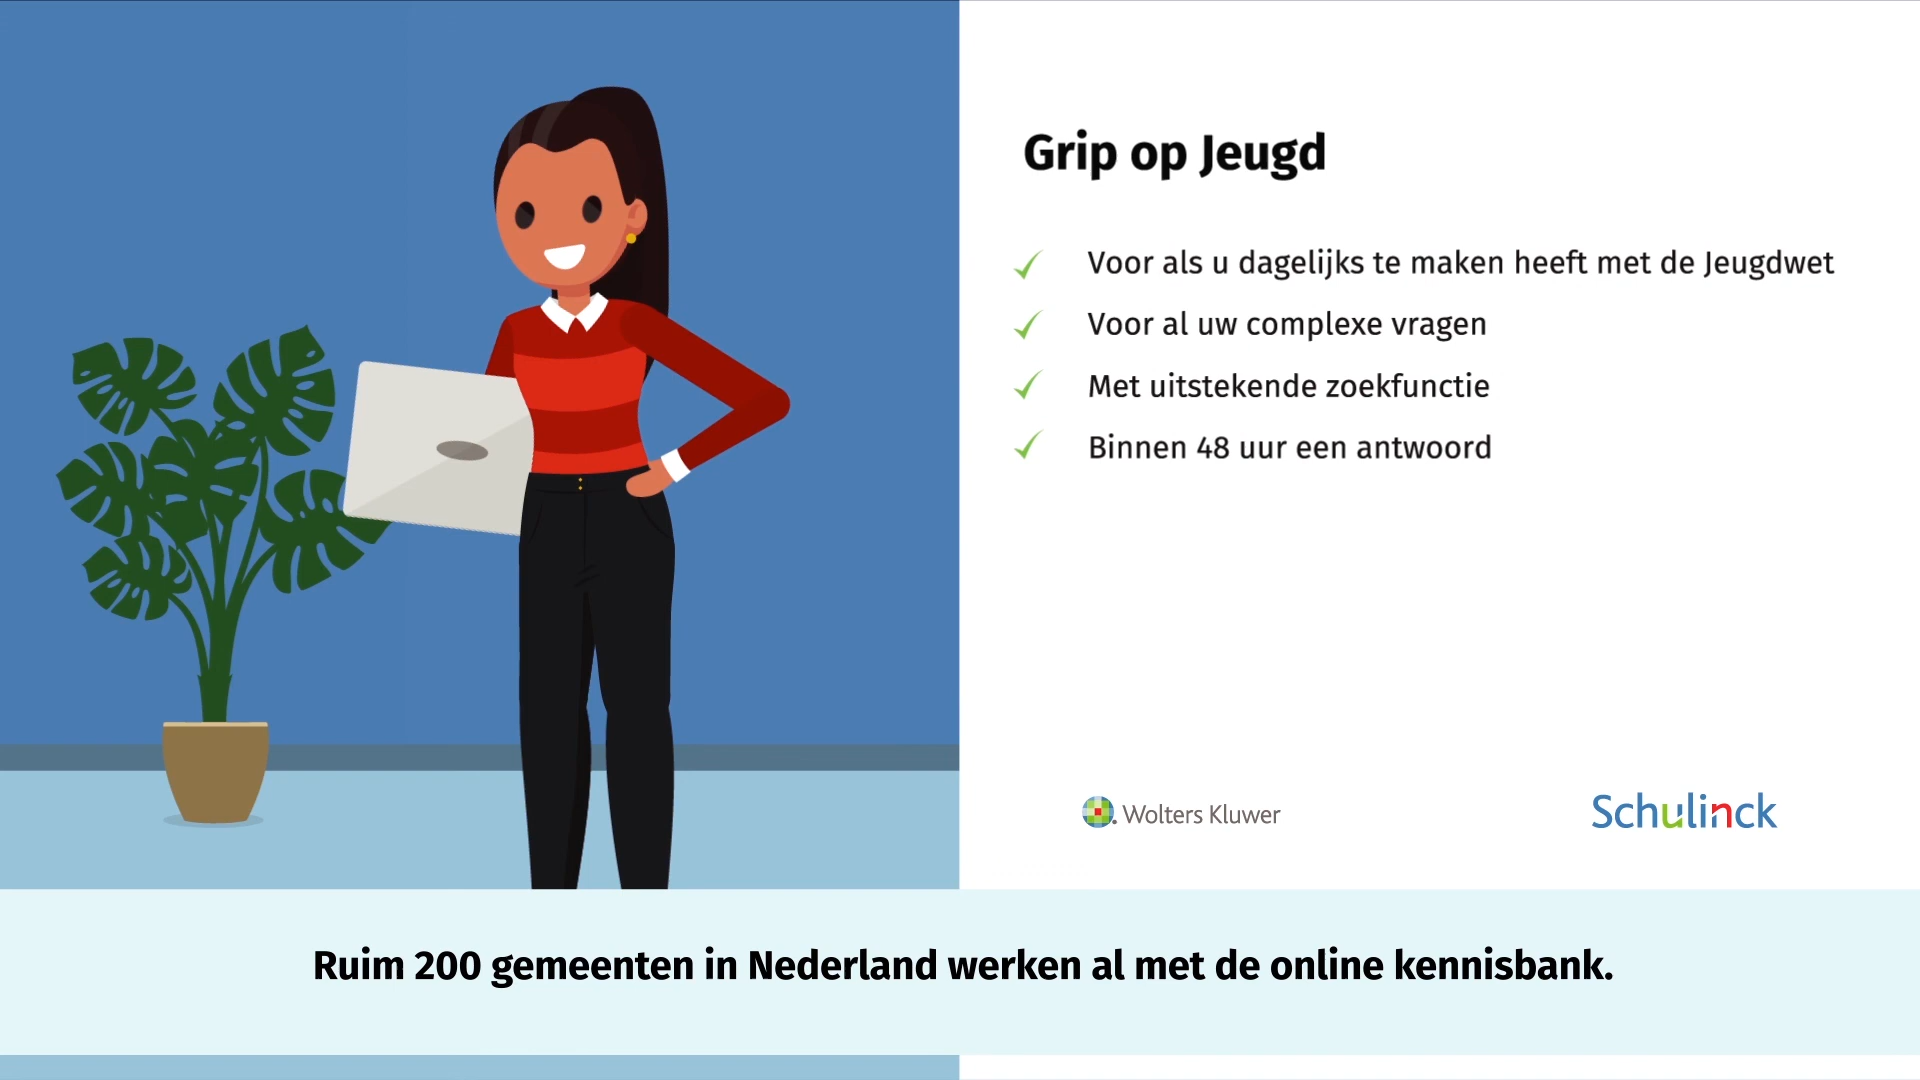 Grip op Jeugd
Voor als u dagelijks te maken heeft met de Jeugdwet
Voor al uw complexe vragen
Met uitstekende zoekfunctie
Binnen 48 uur een antwoord
Wolters Kluwer
Schulinck
Ruim 200 gemeenten in Nederland werken al met de online kennisbank.